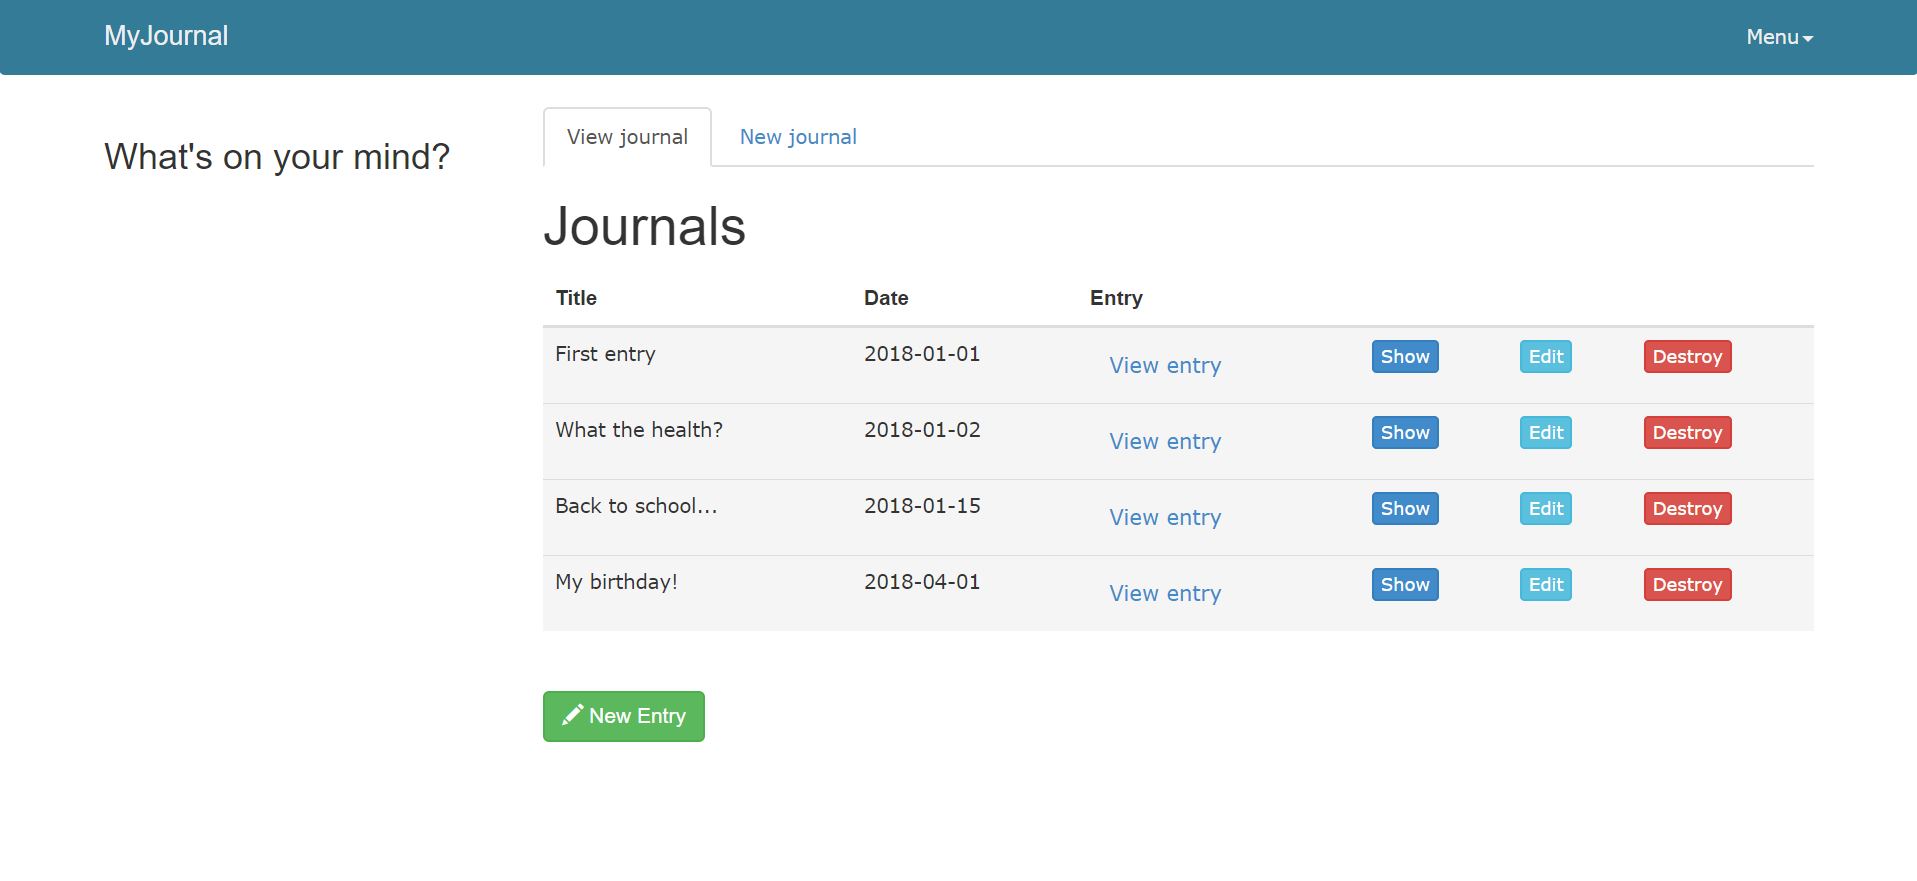 MyJournal Menu
What's on your mind?
View journal New journal
Journals
Title Date Entry
First entry 2018-01-01 View entry Show Edit Destroy
What the health? 2018-01-02 View entry Show Edit Destroy
Back to school... 2018-01-15 View entry Show Edit Destroy
My birthday! 2018-04-01 View entry Show Edit Destroy
New Entry